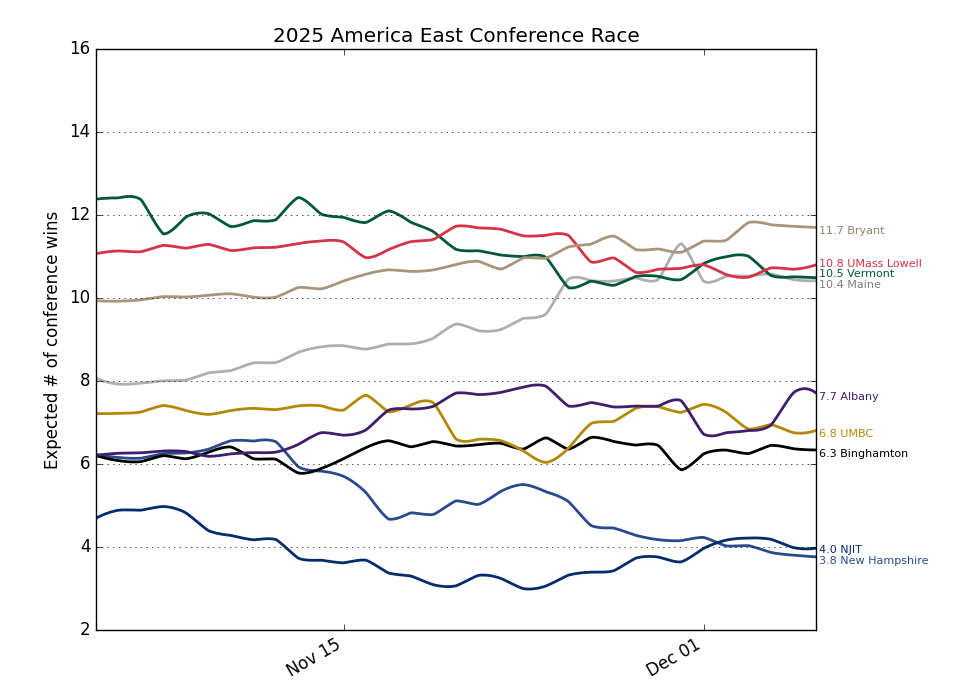 2025 America East Conference Race
Expected # of conference wins
16
14
12
10
8
6
4
2
Nov 15
Dec 01
11.7 Bryant
10.8 UMass Lowell
10.5 Vermont
10.4 Maine
7.7 Albany
6.8 UMBC
6.3 Binghamton
4.0 NJIT
3.8 New Hampshire